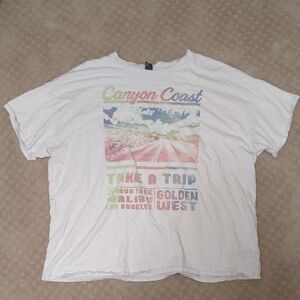 Canyon Coast
TAKE A TRIP
JOSHUA TREE
MALIBU
LOS ANGELES
GOLDEN
WEST